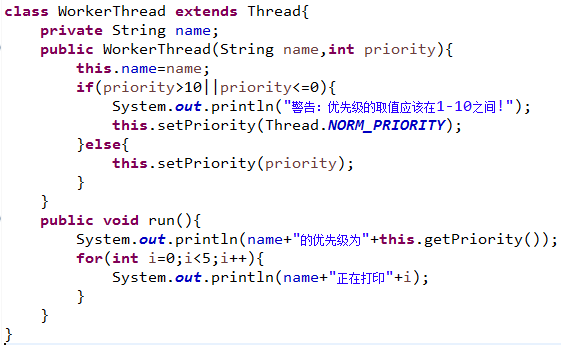 class WorkerThread extends Thread{
    private String name;
    public WorkerThread(String name,int priority){
        this.name=name;
        if(priority>10||priority<=0){
            System.out.println("警告：优先级的取值应该在1-10之间!");
            this.setPriority(Thread.NORM_PRIORITY);
        }else{
            this.setPriority(priority);
        }
    }
    public void run(){
        System.out.println(name+"的优先级为"+this.getPriority());
        for(int i=0;i<5;i++){
            System.out.println(name+"正在打印"+i);
        }
    }
}